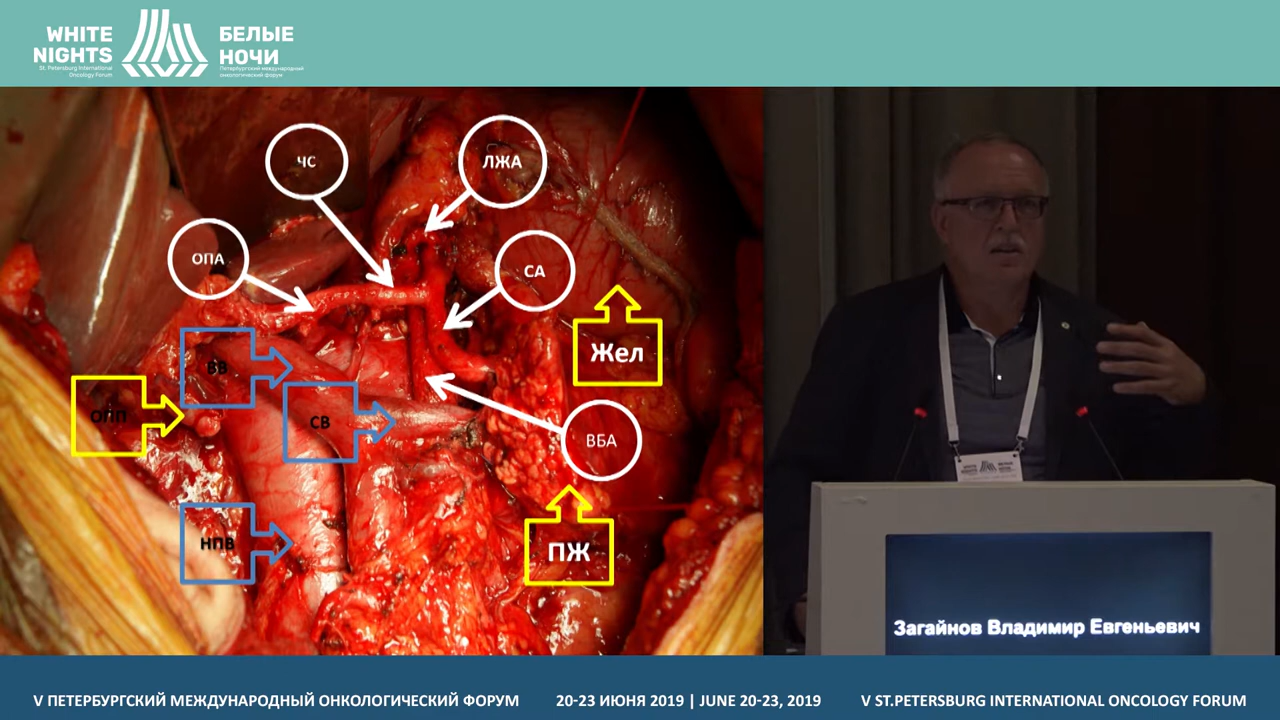 WHITE
NIGHTS
St. Petersburg International
Oncology Forum
БЕЛЫЕ
НОЧИ
Петербургский международный
онкологический форум
ЧС
ЛЖА
ОПА
СА
Жел
ВВ
ОПП
СВ
ВБА
НПВ
ПЖ
Загайнов Владимир Евгеньевич
V ПЕТЕРБУРГСКИЙ МЕЖДУНАРОДНЫЙ ОНКОЛОГИЧЕСКИЙ ФОРУМ
20-23 ИЮНЯ 2019 | JUNE 20-23, 2019
V ST.PETERSBURG INTERNATIONAL ONCOLOGY FORUM